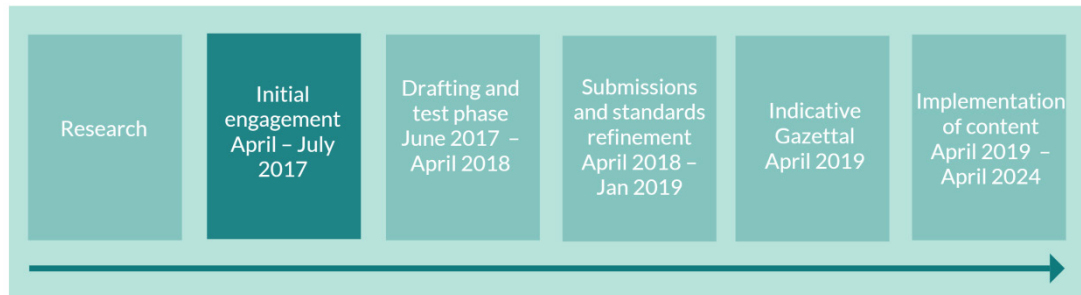 Research
Initial
engagement
April – July
2017
Drafting and
test phase
June 2017 –
April 2018
Submissions
and standards
refinement
April 2018 –
Jan 2019
Indicative
Gazettal
April 2019
Implementation
of content
April 2019 –
April 2024